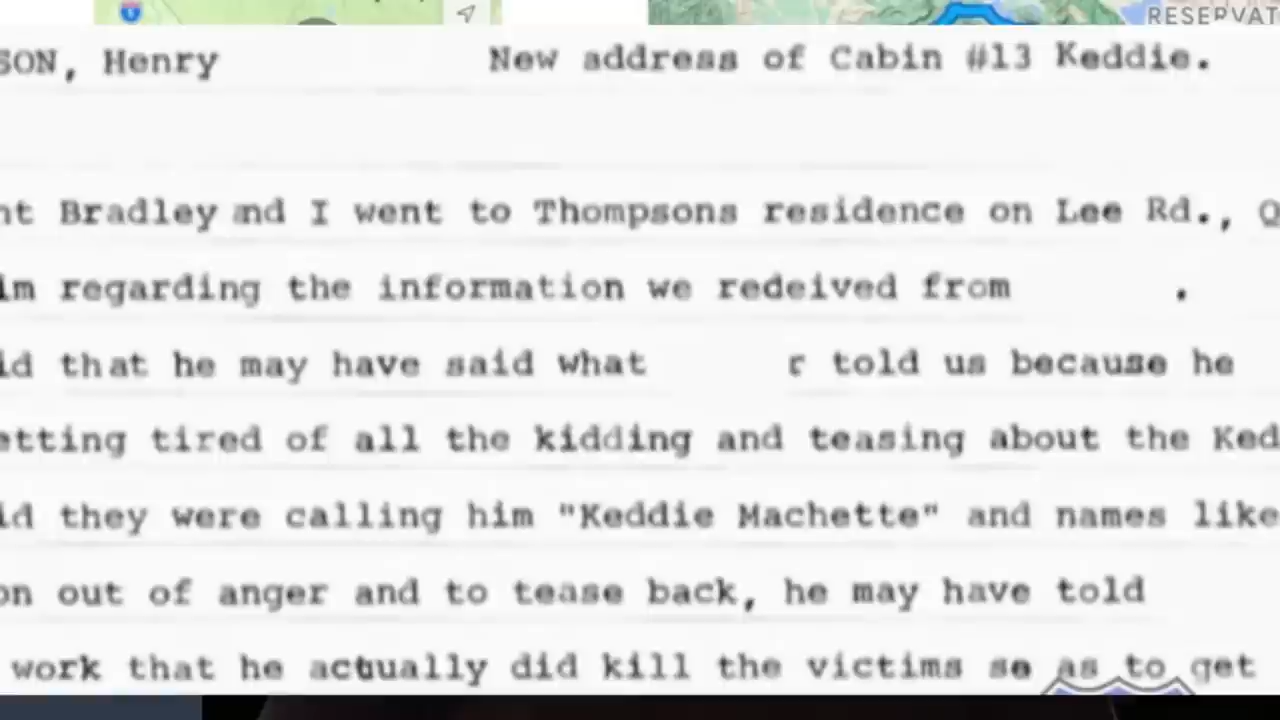 RESERVAT
SON, Henry New address of Cabin #13 Keddie.
nt Bradley and I went to Thompsons residence on Lee Rd., Q
im regarding the information we redeived from .
id that he may have said what r told us because he
etting tired of all the kidding and teasing about the Ked
id they were calling him "Keddie Machette" and names like
on out of anger and to tease back, he may have told
work that he actually did kill the victims so as to get